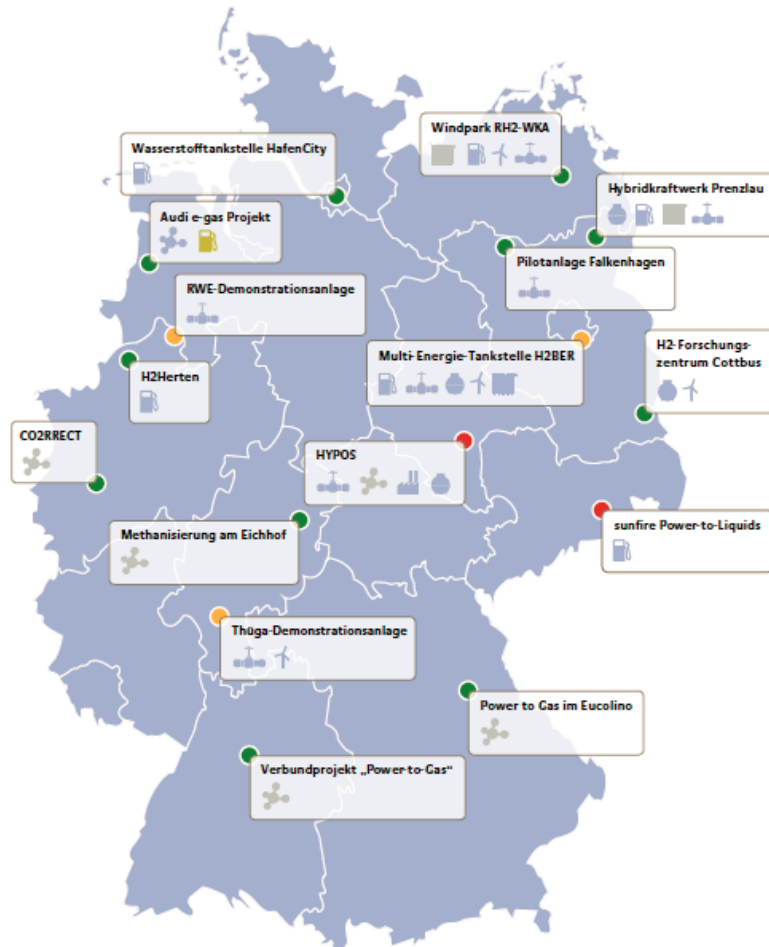 Windpark RH2-WKA
Wasserstofftankstelle HafenCity
Hybridkraftwerk Prenzlau
Audi e-gas Projekt
Pilotanlage Falkenhagen
RWE-Demonstrationsanlage
Multi-Energie-Tankstelle H2BER
H2-Forschungs-
zentrum Cottbus
H2Herten
CO2RRECT
HYPOS
sunfire Power-to-Liquids
Methanisierung am Eichhof
Thüga-Demonstrationsanlage
Power to Gas im Eucolino
Verbundprojekt „Power-to-Gas“